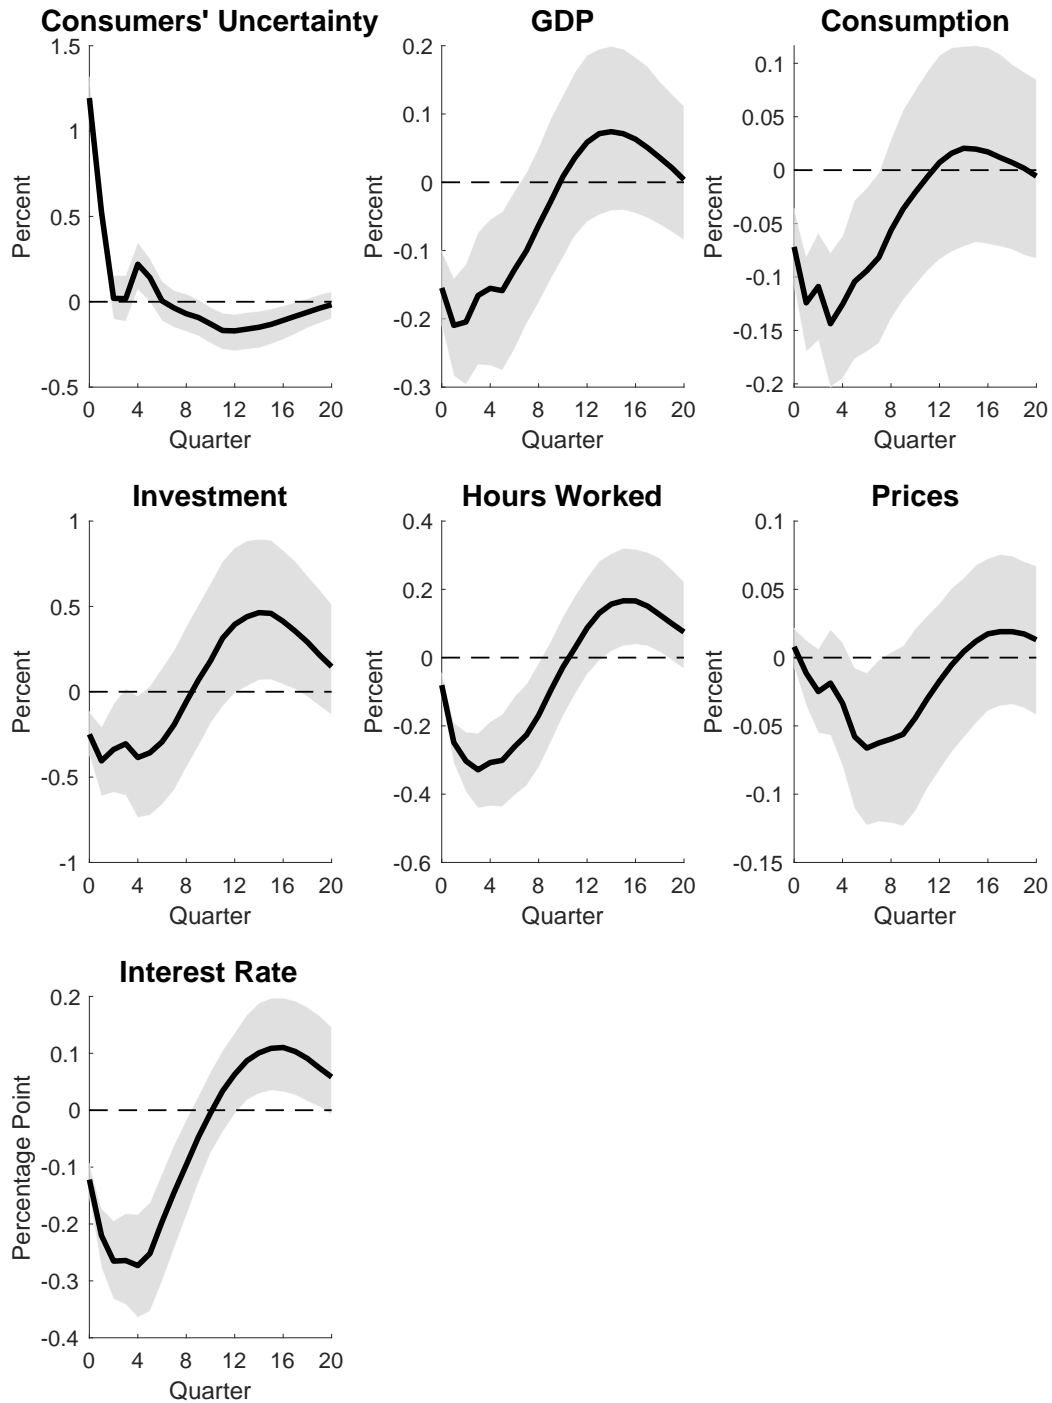 Consumers' Uncertainty
1.5
1
0.5
0
-0.5
Percent
0 4 8 12 16 20
Quarter
GDP
0.2
0.1
0
-0.1
-0.2
-0.3
Percent
0 4 8 12 16 20
Quarter
Consumption
0.1
0.05
0
-0.05
-0.1
-0.15
-0.2
Percent
0 4 8 12 16 20
Quarter
Investment
1
0.5
0
-0.5
-1
Percent
0 4 8 12 16 20
Quarter
Hours Worked
0.4
0.2
0
-0.2
-0.4
-0.6
Percent
0 4 8 12 16 20
Quarter
Prices
0.1
0.05
0
-0.05
-0.1
-0.15
Percent
0 4 8 12 16 20
Quarter
Interest Rate
0.2
0.1
0
-0.1
-0.2
-0.3
-0.4
Percentage Point
0 4 8 12 16 20
Quarter